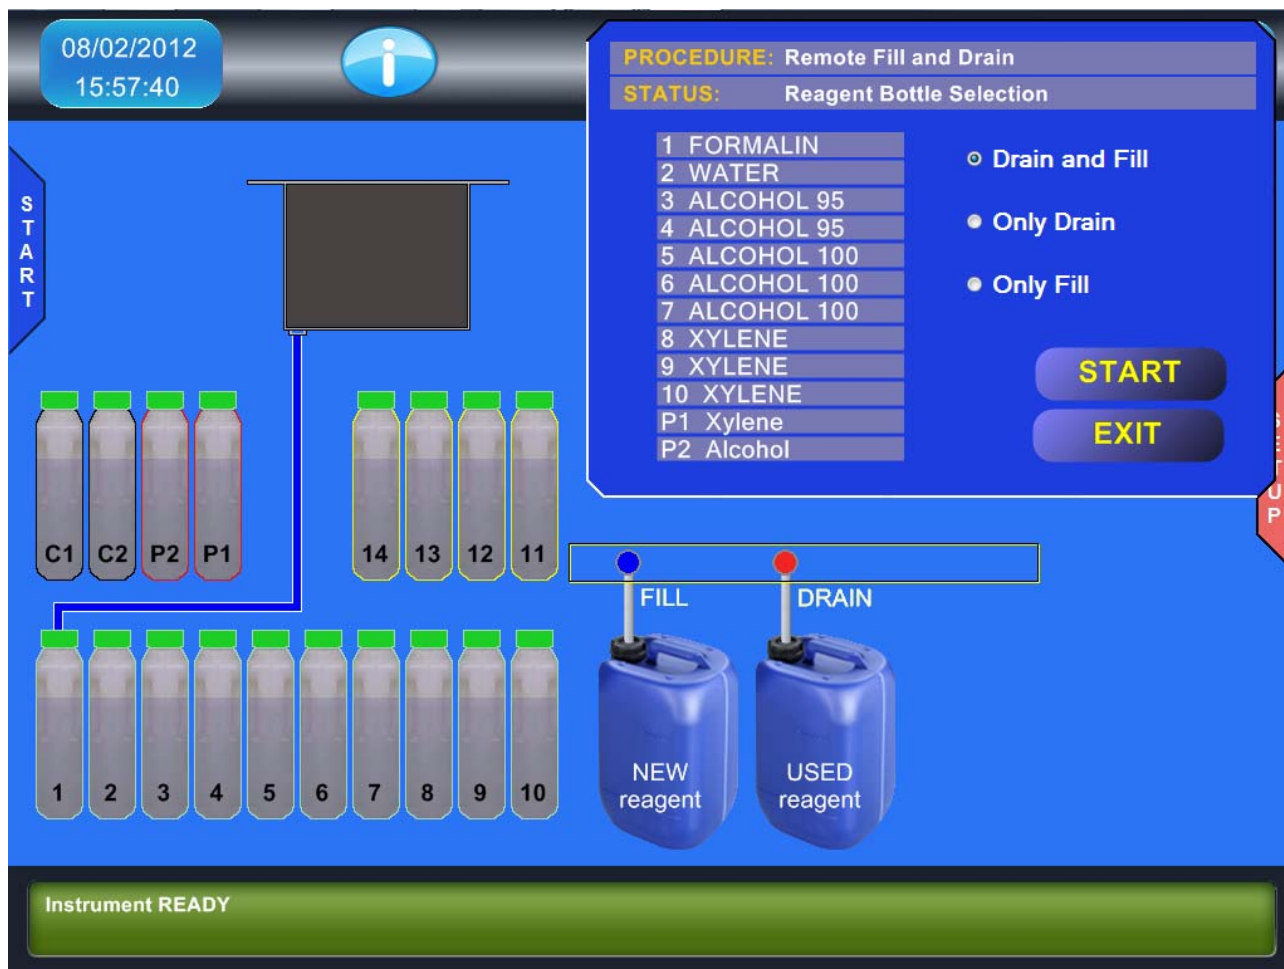 08/02/2012
15:57:40
i
PROCEDURE: Remote Fill and Drain
STATUS: Reagent Bottle Selection
START
1 FORMALIN
2 WATER
3 ALCOHOL 95
4 ALCOHOL 95
5 ALCOHOL 100
6 ALCOHOL 100
7 ALCOHOL 100
8 XYLENE
9 XYLENE
10 XYLENE
P1 Xylene
P2 Alcohol
Drain and Fill
Only Drain
Only Fill
START
EXIT
SETUP
C1 C2 P2 P1 14 13 12 11
FILL DRAIN
1 2 3 4 5 6 7 8 9 10
NEW reagent
USED reagent
Instrument READY